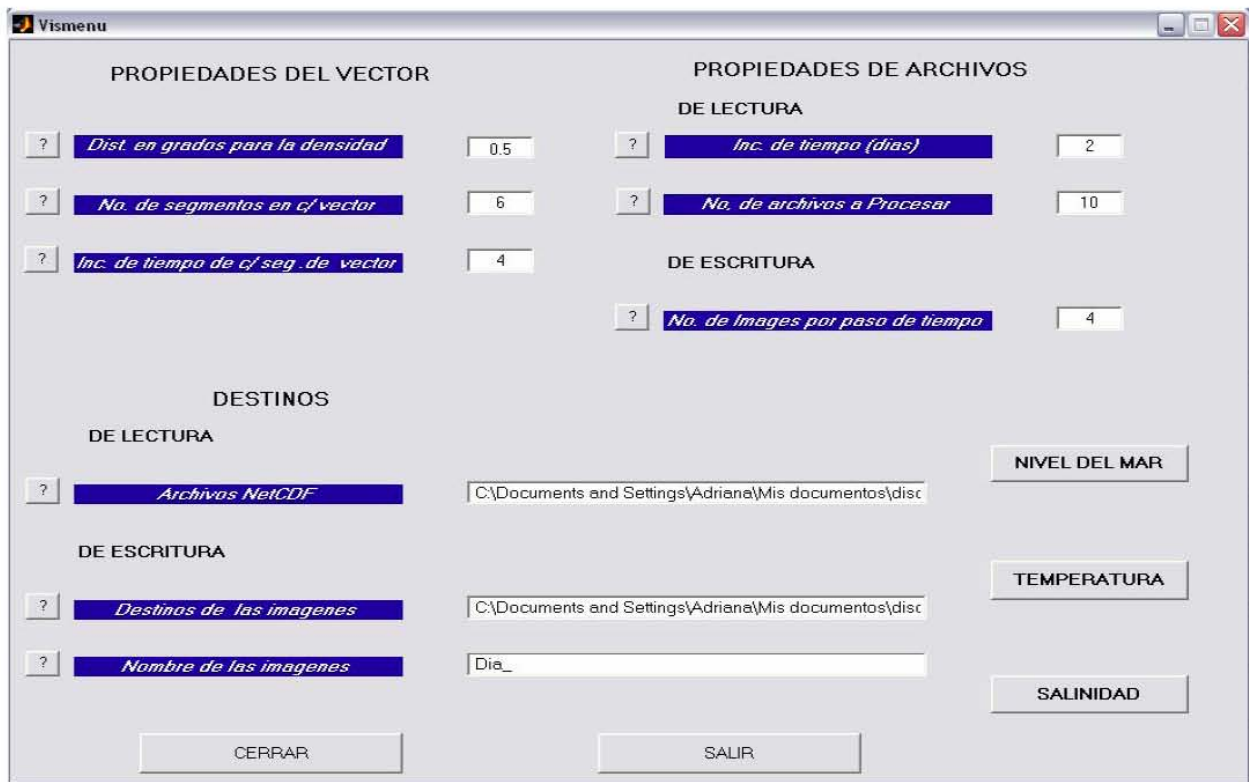 Vismenu
PROPIEDADES DEL VECTOR
? Dist. en grados para la densidad 0.5
? No. de segmentos en c/ vector 6
? Inc. de tiempo de c/ seg .de vector 4
PROPIEDADES DE ARCHIVOS
DE LECTURA
? Inc. de tiempo (dias) 2
? No. de archivos a Procesar 10
DE ESCRITURA
? No. de Images por paso de tiempo 4
DESTINOS
DE LECTURA
? Archivos NetCDF C:\Documents and Settings\Adriana\Mis documentos\disc
DE ESCRITURA
? Destinos de las imagenes C:\Documents and Settings\Adriana\Mis documentos\disc
? Nombre de las imagenes Dia_
NIVEL DEL MAR
TEMPERATURA
SALINIDAD
CERRAR
SALIR